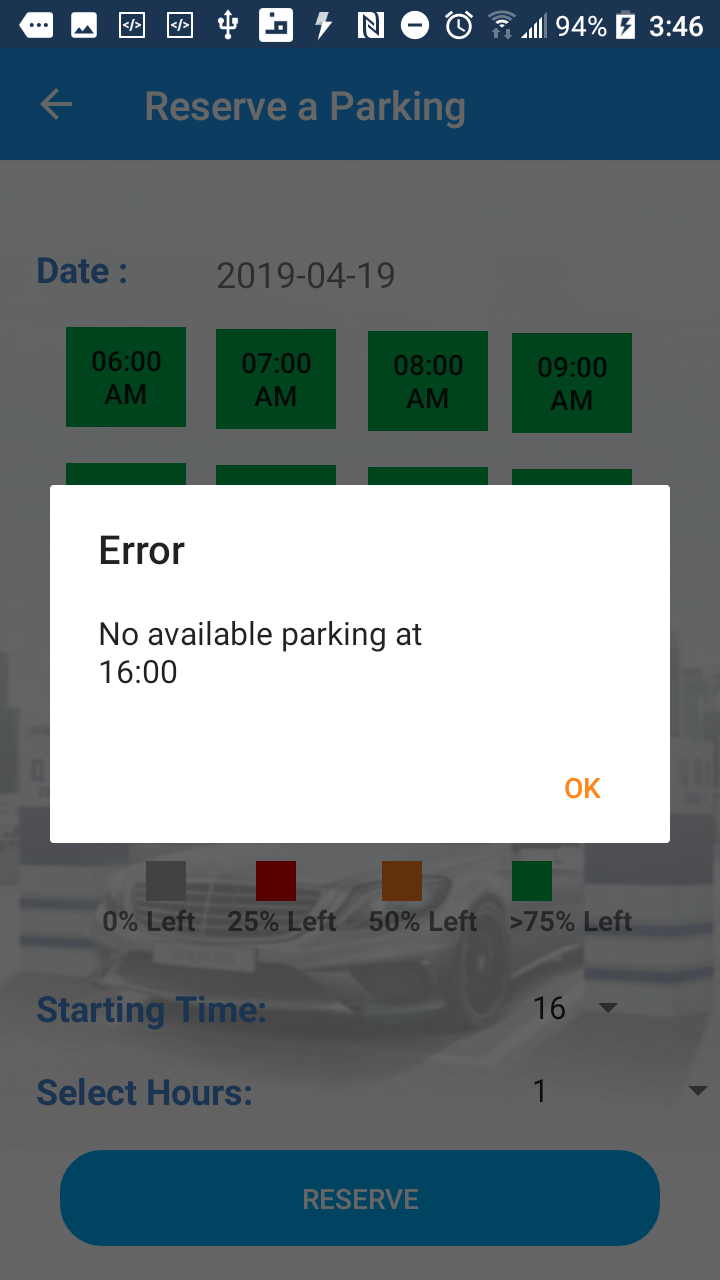 94% 3:46
Reserve a Parking
Date :
2019-04-19
06:00
AM
07:00
AM
08:00
AM
09:00
AM
Error
No available parking at
16:00
OK
0% Left
25% Left
50% Left
>75% Left
Starting Time:
16
Select Hours:
1
RESERVE